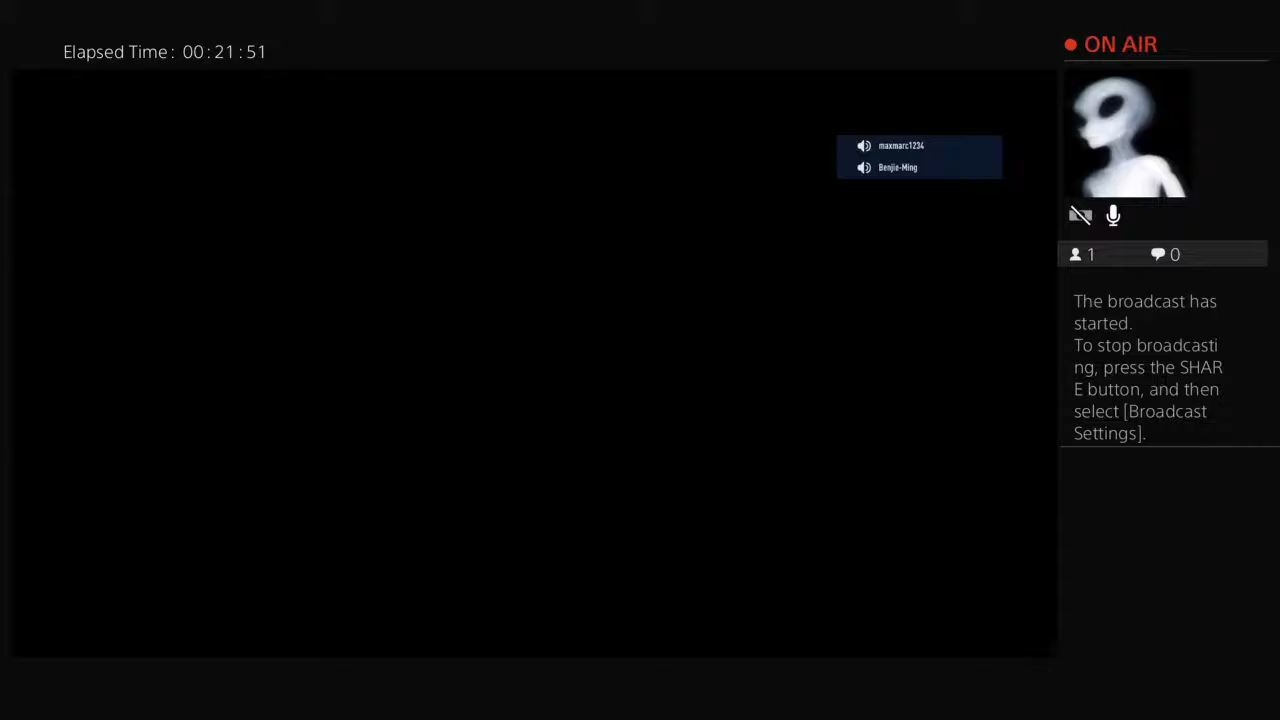 Elapsed Time: 00:21:51
ON AIR
maxmarc1234
Benjie-Ming
1
0
The broadcast has
started.
To stop broadcasti
ng, press the SHAR
E button, and then
select [Broadcast
Settings].